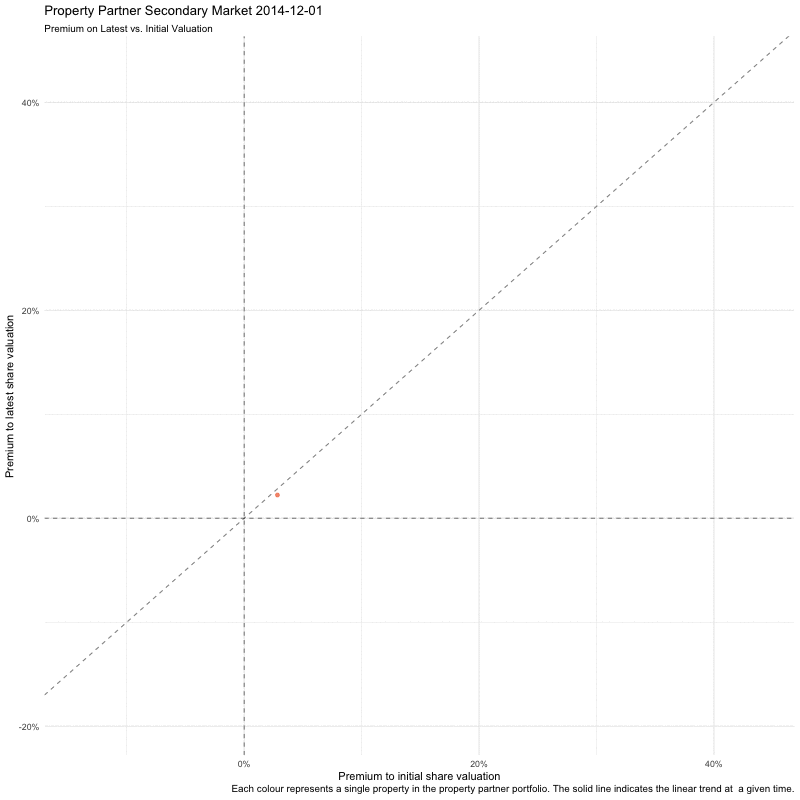 Property Partner Secondary Market 2014-12-01
Premium on Latest vs. Initial Valuation
Premium to latest share valuation
40%
20%
0%
-20%
0%
20%
40%
Premium to initial share valuation
Each colour represents a single property in the property partner portfolio. The solid line indicates the linear trend at  a given time.